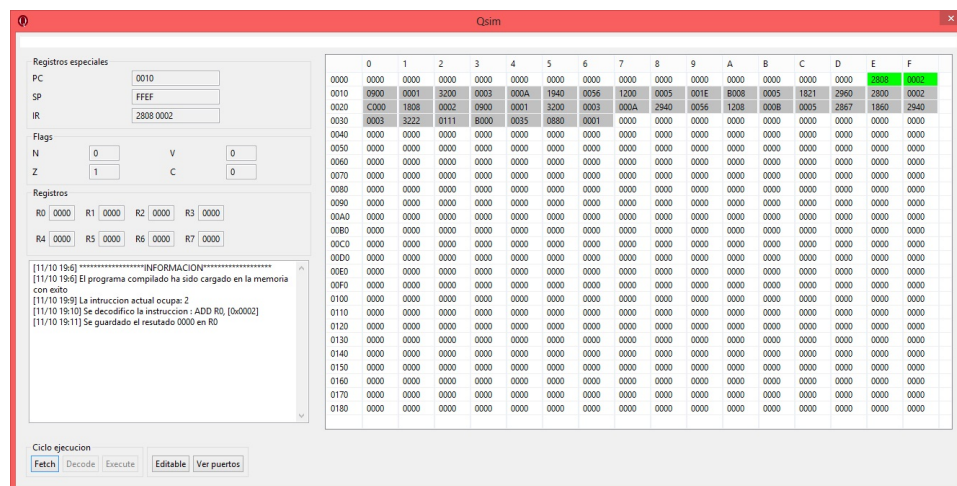 Qsim
Registros especiales
PC 0010
SP FFEF
IR 2808 0002
Flags
N 0 V 0
Z 1 C 0
Registros
R0 0000 R1 0000 R2 0000 R3 0000
R4 0000 R5 0000 R6 0000 R7 0000
[11/10 19:6] ******************INFORMACION*******************
[11/10 19:6] El programa compilado ha sido cargado en la memoria
con exito
[11/10 19:9] La intruccion actual ocupa: 2
[11/10 19:10] Se decodifico la instruccion : ADD R0, [0x0002]
[11/10 19:11] Se guardado el resutado 0000 en R0
Ciclo ejecucion
Fetch Decode Execute Editable Ver puertos
0 1 2 3 4 5 6 7 8 9 A B C D E F
0000 0000 0000 0000 0000 0000 0000 0000 0000 0000 0000 0000 0000 0000 0000 2808 0002
0010 0900 0001 3200 0003 000A 1940 0056 1200 0005 001E B008 0005 1821 2960 2800 0002
0020 C000 1808 0002 0900 0001 3200 0003 000A 2940 0056 1208 000B 0005 2867 1860 2940
0030 0003 3222 0111 B000 0035 0880 0001 0000 0000 0000 0000 0000 0000 0000 0000 0000
0040 0000 0000 0000 0000 0000 0000 0000 0000 0000 0000 0000 0000 0000 0000 0000 0000
0050 0000 0000 0000 0000 0000 0000 0000 0000 0000 0000 0000 0000 0000 0000 0000 0000
0060 0000 0000 0000 0000 0000 0000 0000 0000 0000 0000 0000 0000 0000 0000 0000 0000
0070 0000 0000 0000 0000 0000 0000 0000 0000 0000 0000 0000 0000 0000 0000 0000 0000
0080 0000 0000 0000 0000 0000 0000 0000 0000 0000 0000 0000 0000 0000 0000 0000 0000
0090 0000 0000 0000 0000 0000 0000 0000 0000 0000 0000 0000 0000 0000 0000 0000 0000
00A0 0000 0000 0000 0000 0000 0000 0000 0000 0000 0000 0000 0000 0000 0000 0000 0000
00B0 0000 0000 0000 0000 0000 0000 0000 0000 0000 0000 0000 0000 0000 0000 0000 0000
00C0 0000 0000 0000 0000 0000 0000 0000 0000 0000 0000 0000 0000 0000 0000 0000 0000
00D0 0000 0000 0000 0000 0000 0000 0000 0000 0000 0000 0000 0000 0000 0000 0000 0000
00E0 0000 0000 0000 0000 0000 0000 0000 0000 0000 0000 0000 0000 0000 0000 0000 0000
00F0 0000 0000 0000 0000 0000 0000 0000 0000 0000 0000 0000 0000 0000 0000 0000 0000
0100 0000 0000 0000 0000 0000 0000 0000 0000 0000 0000 0000 0000 0000 0000 0000 0000
0110 0000 0000 0000 0000 0000 0000 0000 0000 0000 0000 0000 0000 0000 0000 0000 0000
0120 0000 0000 0000 0000 0000 0000 0000 0000 0000 0000 0000 0000 0000 0000 0000 0000
0130 0000 0000 0000 0000 0000 0000 0000 0000 0000 0000 0000 0000 0000 0000 0000 0000
0140 0000 0000 0000 0000 0000 0000 0000 0000 0000 0000 0000 0000 0000 0000 0000 0000
0150 0000 0000 0000 0000 0000 0000 0000 0000 0000 0000 0000 0000 0000 0000 0000 0000
0160 0000 0000 0000 0000 0000 0000 0000 0000 0000 0000 0000 0000 0000 0000 0000 0000
0170 0000 0000 0000 0000 0000 0000 0000 0000 0000 0000 0000 0000 0000 0000 0000 0000
0180 0000 0000 0000 0000 0000 0000 0000 0000 0000 0000 0000 0000 0000 0000 0000 0000